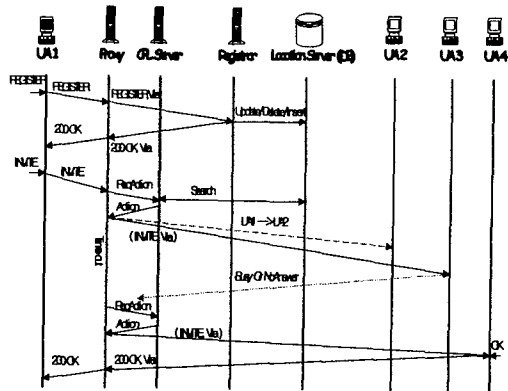 UA1
Proxy
CPL Server
Registrar
Location Server (DB)
UA2
UA3
UA4
REGISTER
REGISTER
REGISTER Via
Update/Delete/Insert
200 OK
200 OK Via
INVITE
INVITE
ReqAction
Search
Action
UA1 -->UA2
(INVITE Via)
Busy Or No Answer
ReqAction
Action
(INVITE Via)
OK
200 OK
200 OK Via